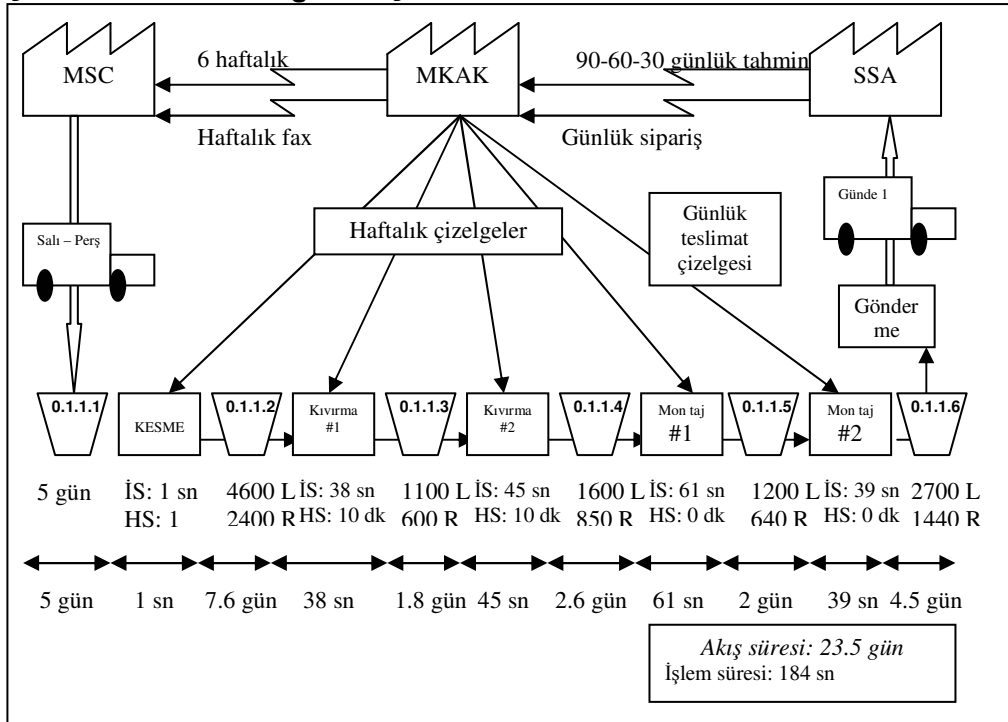 MSC
6 haftalık
MKAK
90-60-30 günlük tahmin
SSA
Haftalık fax
Günlük sipariş
Salı – Perş
Haftalık çizelgeler
Günlük
teslimat
çizelgesi
Günde 1
Gönder
me
0.1.1.1
KESME
0.1.1.2
Kıvırma
#1
0.1.1.3
Kıvırma
#2
0.1.1.4
Mon taj
#1
0.1.1.5
Mon taj
#2
0.1.1.6
5 gün
İS: 1 sn
HS: 1
4600 L
2400 R
İS: 38 sn
HS: 10 dk
1100 L
600 R
İS: 45 sn
HS: 10 dk
1600 L
850 R
İS: 61 sn
HS: 0 dk
1200 L
640 R
İS: 39 sn
HS: 0 dk
2700 L
1440 R
5 gün
1 sn
7.6 gün
38 sn
1.8 gün
45 sn
2.6 gün
61 sn
2 gün
39 sn
4.5 gün
Akış süresi: 23.5 gün
İşlem süresi: 184 sn